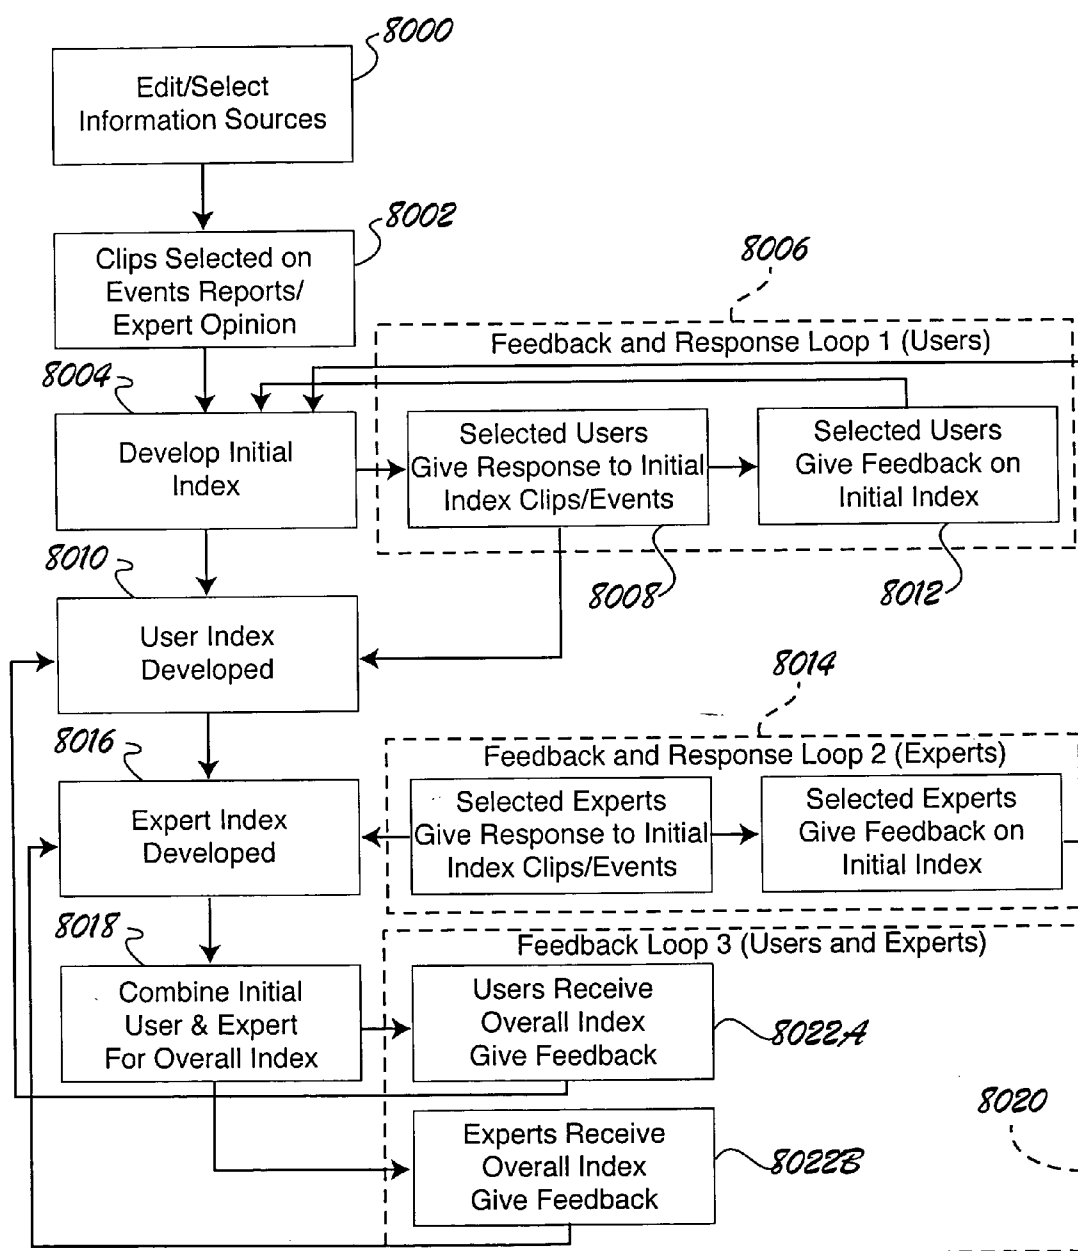 8000
Edit/Select
Information Sources
8002
Clips Selected on
Events Reports/
Expert Opinion
8006
Feedback and Response Loop 1 (Users)
8004
Develop Initial
Index
Selected Users
Give Response to Initial
Index Clips/Events
Selected Users
Give Feedback on
Initial Index
8008
8012
8010
User Index
Developed
8014
Feedback and Response Loop 2 (Experts)
8016
Expert Index
Developed
Selected Experts
Give Response to Initial
Index Clips/Events
Selected Experts
Give Feedback on
Initial Index
8018
Feedback Loop 3 (Users and Experts)
Combine Initial
User & Expert
For Overall Index
Users Receive
Overall Index
Give Feedback
8022A
8020
Experts Receive
Overall Index
Give Feedback
8022B